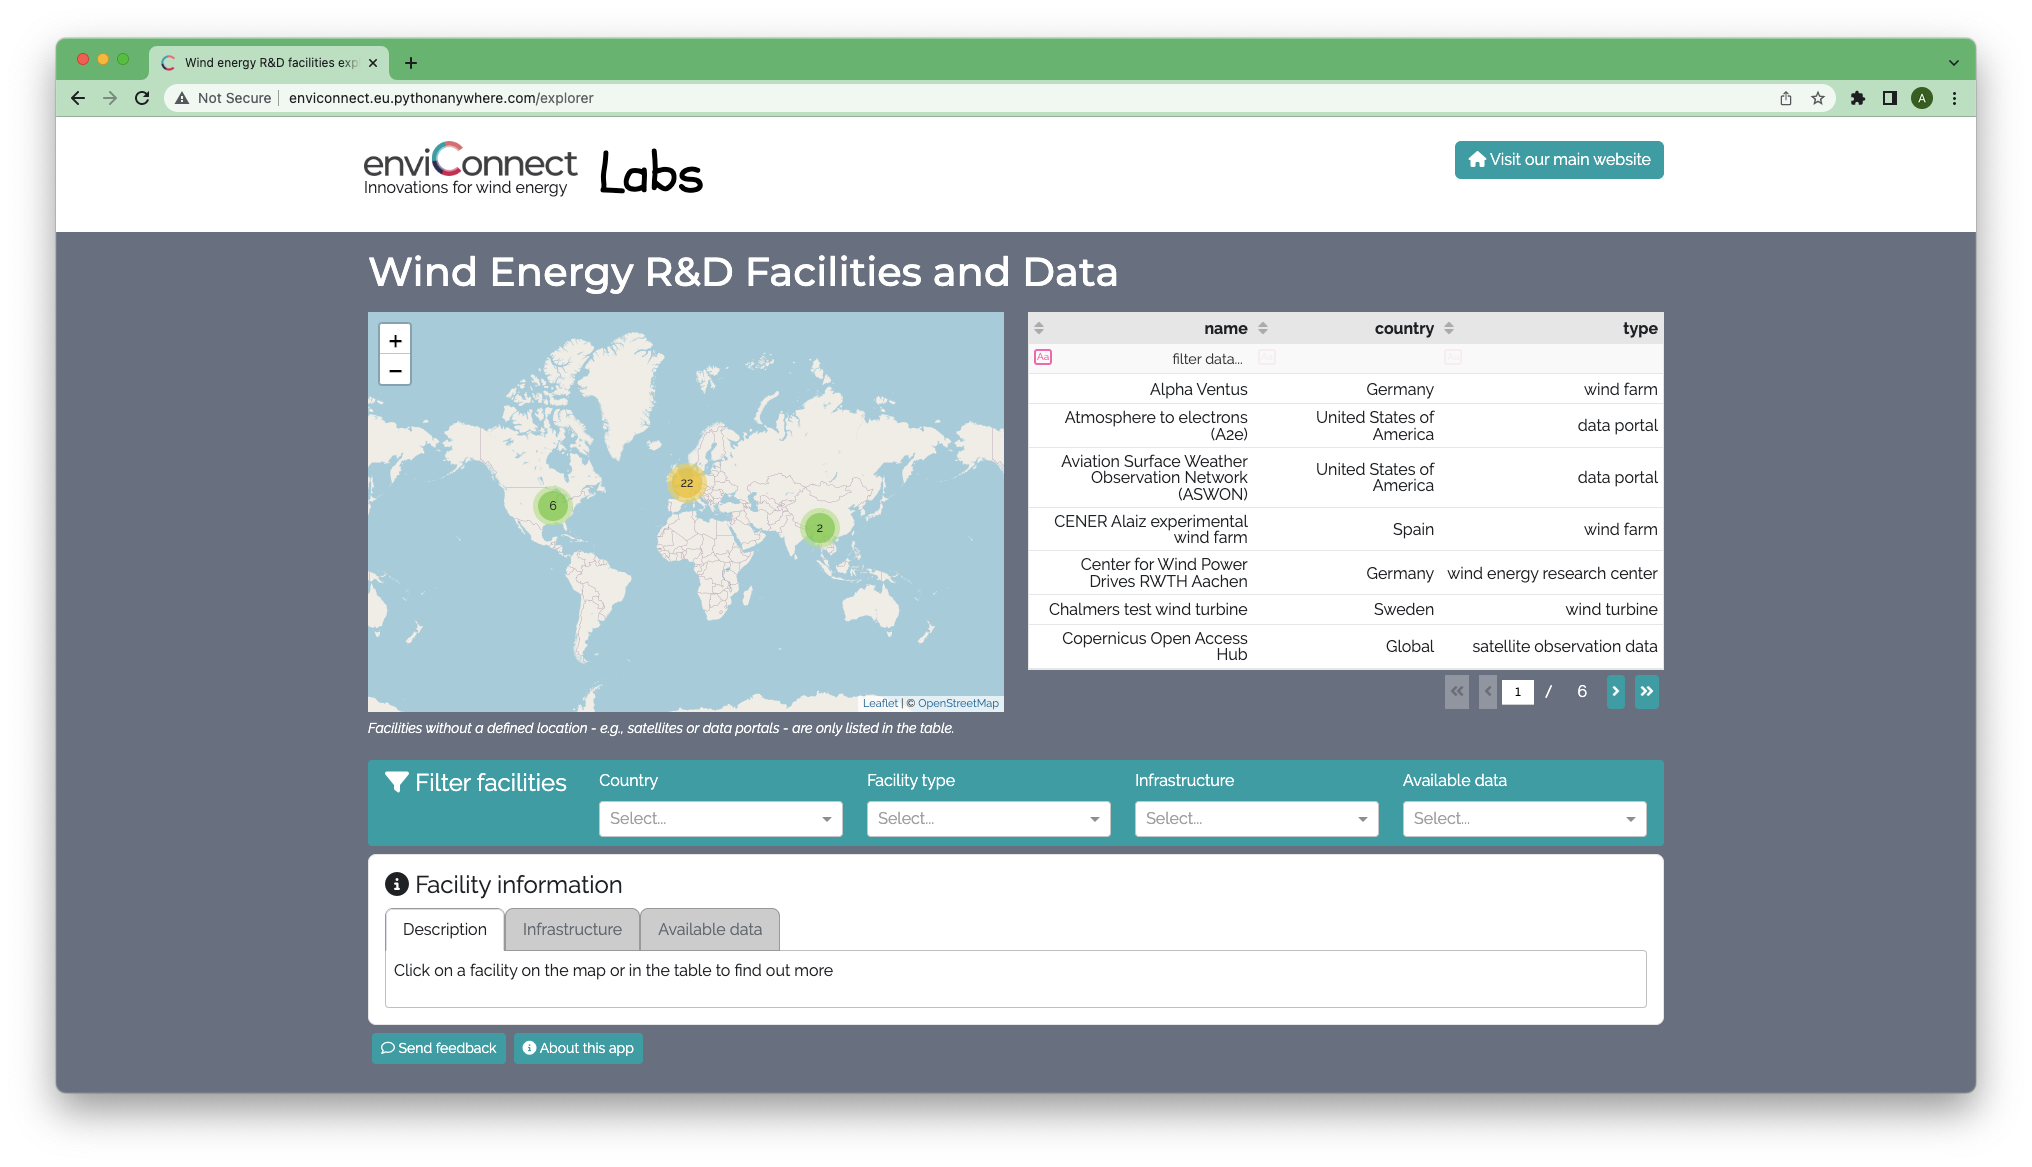 Wind energy R&D facilities exp
Not Secure
enviconnect.eu.pythonanywhere.com/explorer
A
enviConnect
Innovations for wind energy
Labs
Visit our main website
Wind Energy R&D Facilities and Data
+
−
6
22
2
Leaflet | © OpenStreetMap
Facilities without a defined location - e.g., satellites or data portals - are only listed in the table.
name country type
Aa filter data... Aa Aa
Alpha Ventus Germany wind farm
Atmosphere to electrons
(A2e)
United States of
America
data portal
Aviation Surface Weather
Observation Network
(ASWON)
United States of
America
data portal
CENER Alaiz experimental
wind farm
Spain
wind farm
Center for Wind Power
Drives RWTH Aachen
Germany
wind energy research center
Chalmers test wind turbine Sweden wind turbine
Copernicus Open Access
Hub
Global
satellite observation data
1 / 6
Filter facilities
Country
Select...
Facility type
Select...
Infrastructure
Select...
Available data
Select...
Facility information
Description Infrastructure Available data
Click on a facility on the map or in the table to find out more
Send feedback
About this app